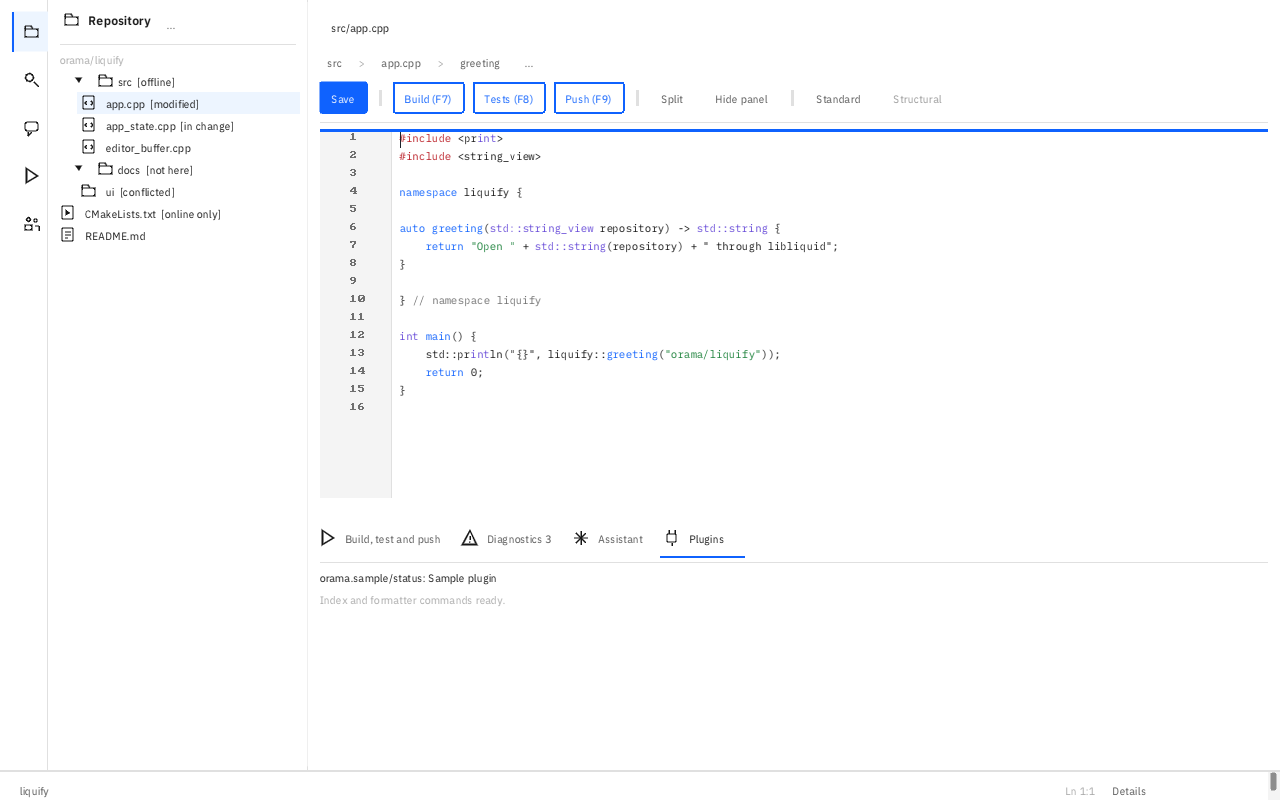 Repository ...
orama/liquify
src [offline]
app.cpp [modified]
app_state.cpp [in change]
editor_buffer.cpp
docs [not here]
ui [conflicted]
CMakeLists.txt [online only]
README.md
src/app.cpp
src > app.cpp > greeting ...
Save Build (F7) Tests (F8) Push (F9) Split Hide panel Standard Structural
1 #include <print>
2 #include <string_view>
3
4 namespace liquify {
5
6 auto greeting(std::string_view repository) -> std::string {
7 return "Open " + std::string(repository) + " through libliquid";
8 }
9
10 } // namespace liquify
11
12 int main() {
13 std::println("{}", liquify::greeting("orama/liquify"));
14 return 0;
15 }
16
Build, test and push Diagnostics 3 Assistant Plugins
orama.sample/status: Sample plugin
Index and formatter commands ready.
liquify Ln 1:1 Details